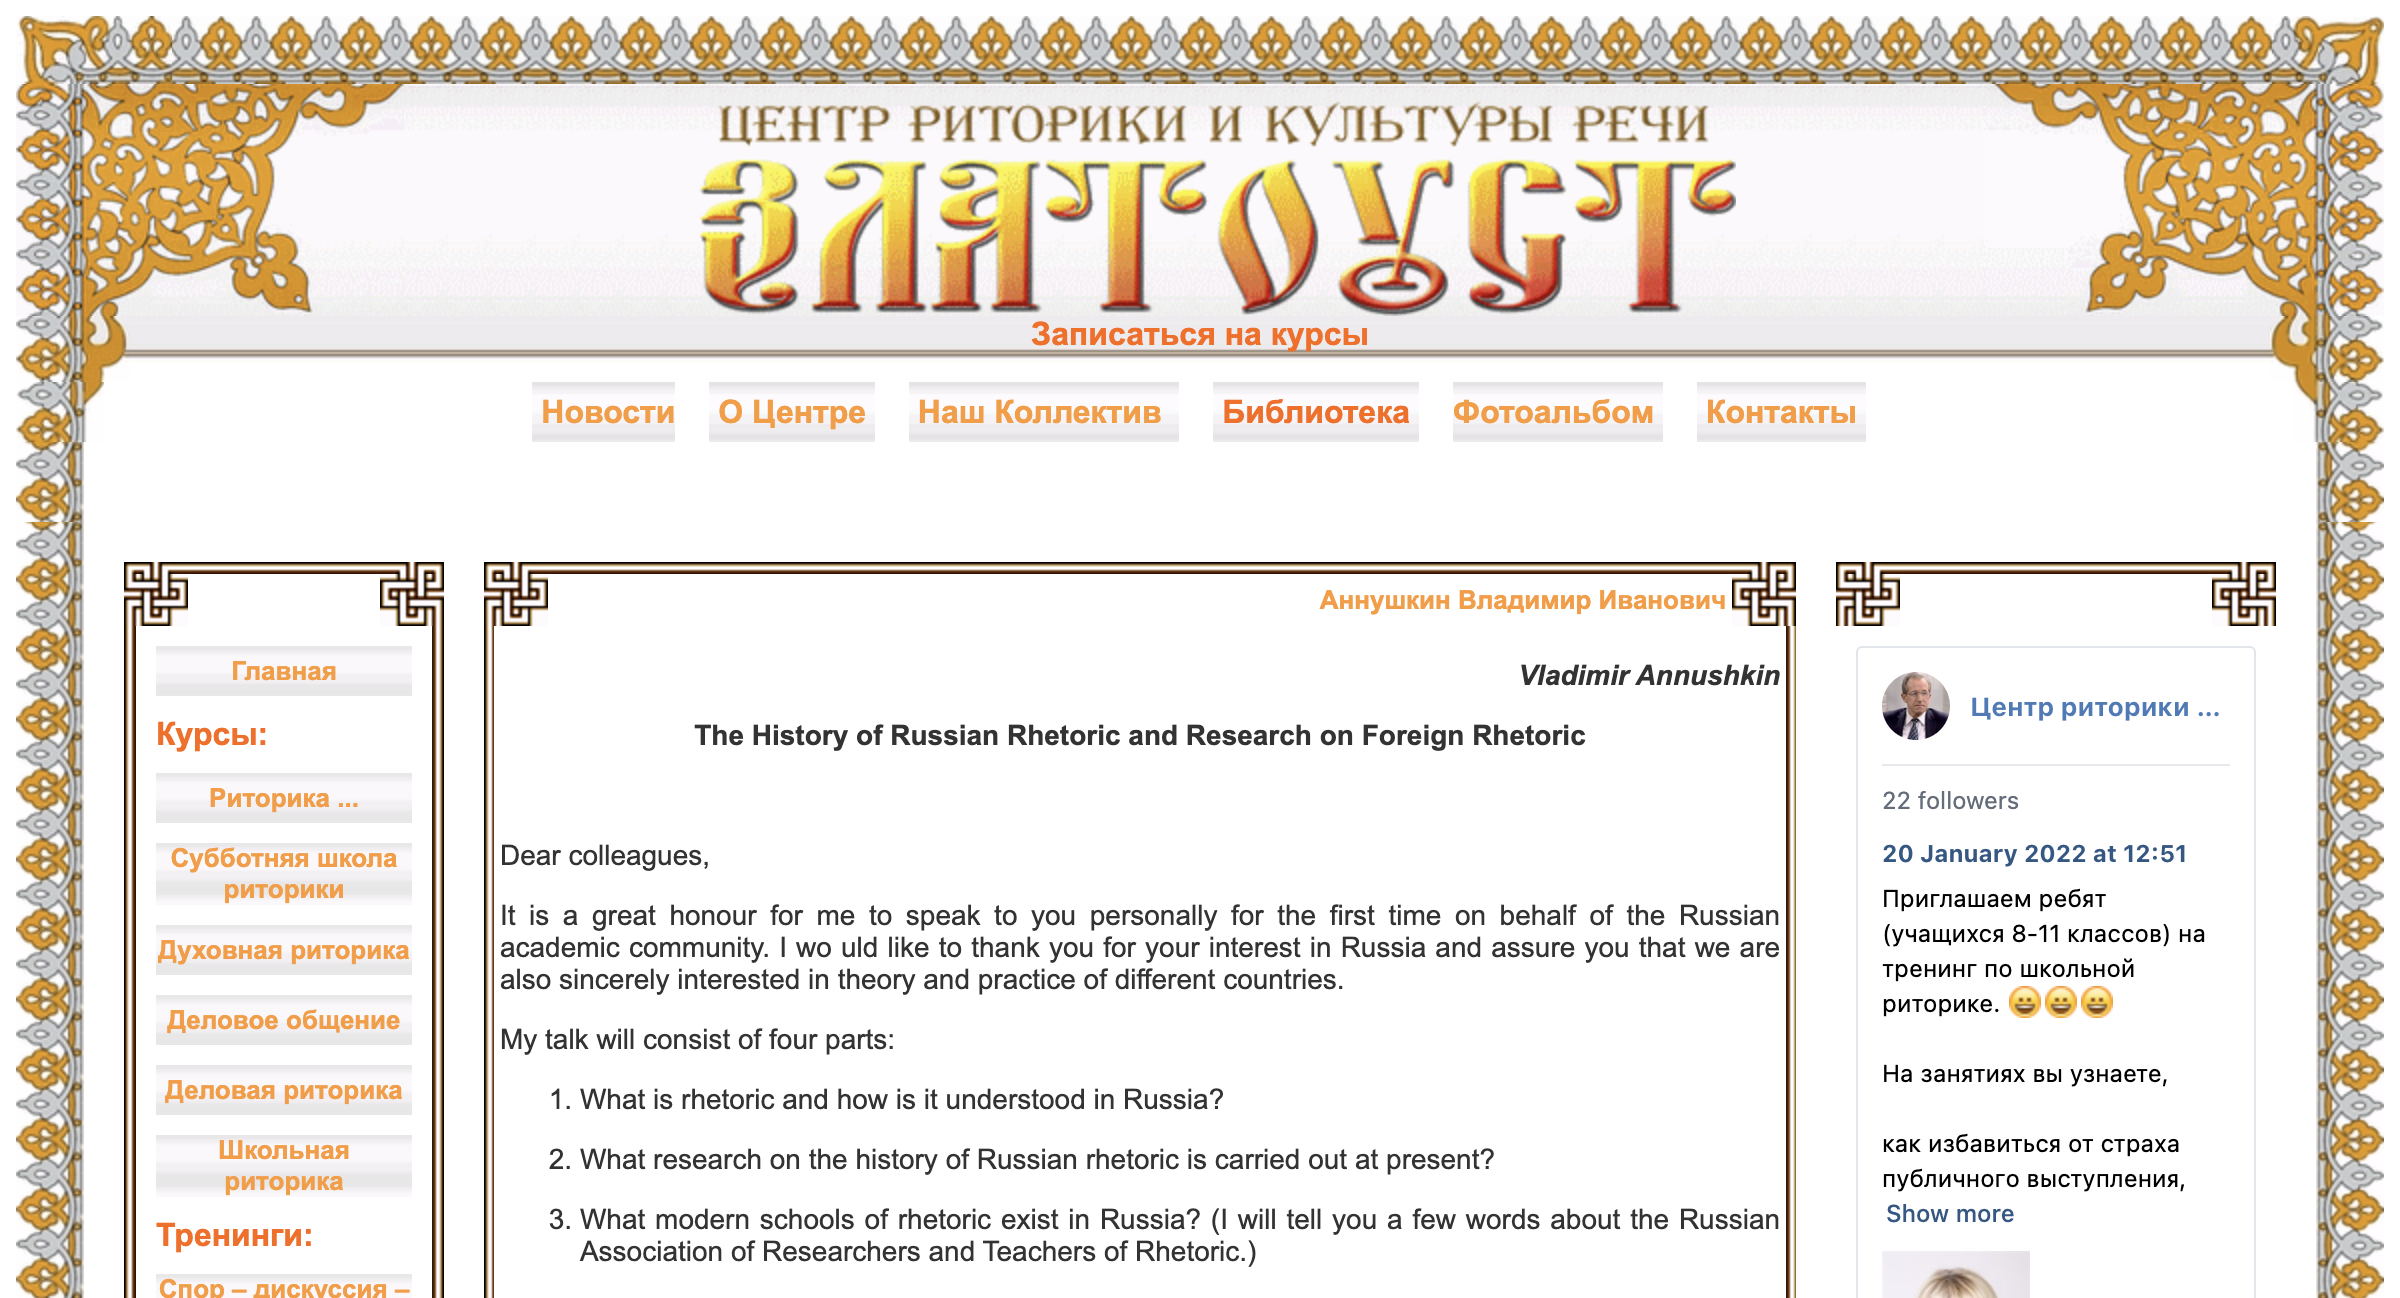 ЦЕНТР РИТОРИКИ И КУЛЬТУРЫ РЕЧИ
ЗЛАТОУСТ
Записаться на курсы
Новости О Центре Наш Коллектив Библиотека Фотоальбом Контакты
Главная
Курсы:
Риторика ...
Субботняя школа
риторики
Духовная риторика
Деловое общение
Деловая риторика
Школьная
риторика
Тренинги:
Спор – дискуссия –
Аннушкин Владимир Иванович
Vladimir Annushkin
The History of Russian Rhetoric and Research on Foreign Rhetoric
Dear colleagues,
It is a great honour for me to speak to you personally for the first time on behalf of the Russian
academic community. I wo uld like to thank you for your interest in Russia and assure you that we are
also sincerely interested in theory and practice of different countries.
My talk will consist of four parts:
1. What is rhetoric and how is it understood in Russia?
2. What research on the history of Russian rhetoric is carried out at present?
3. What modern schools of rhetoric exist in Russia? (I will tell you a few words about the Russian
Association of Researchers and Teachers of Rhetoric.)
Центр риторики ...
22 followers
20 January 2022 at 12:51
Приглашаем ребят
(учащихся 8-11 классов) на
тренинг по школьной
риторике. 😀😀😀
На занятиях вы узнаете,
как избавиться от страха
публичного выступления,
Show more